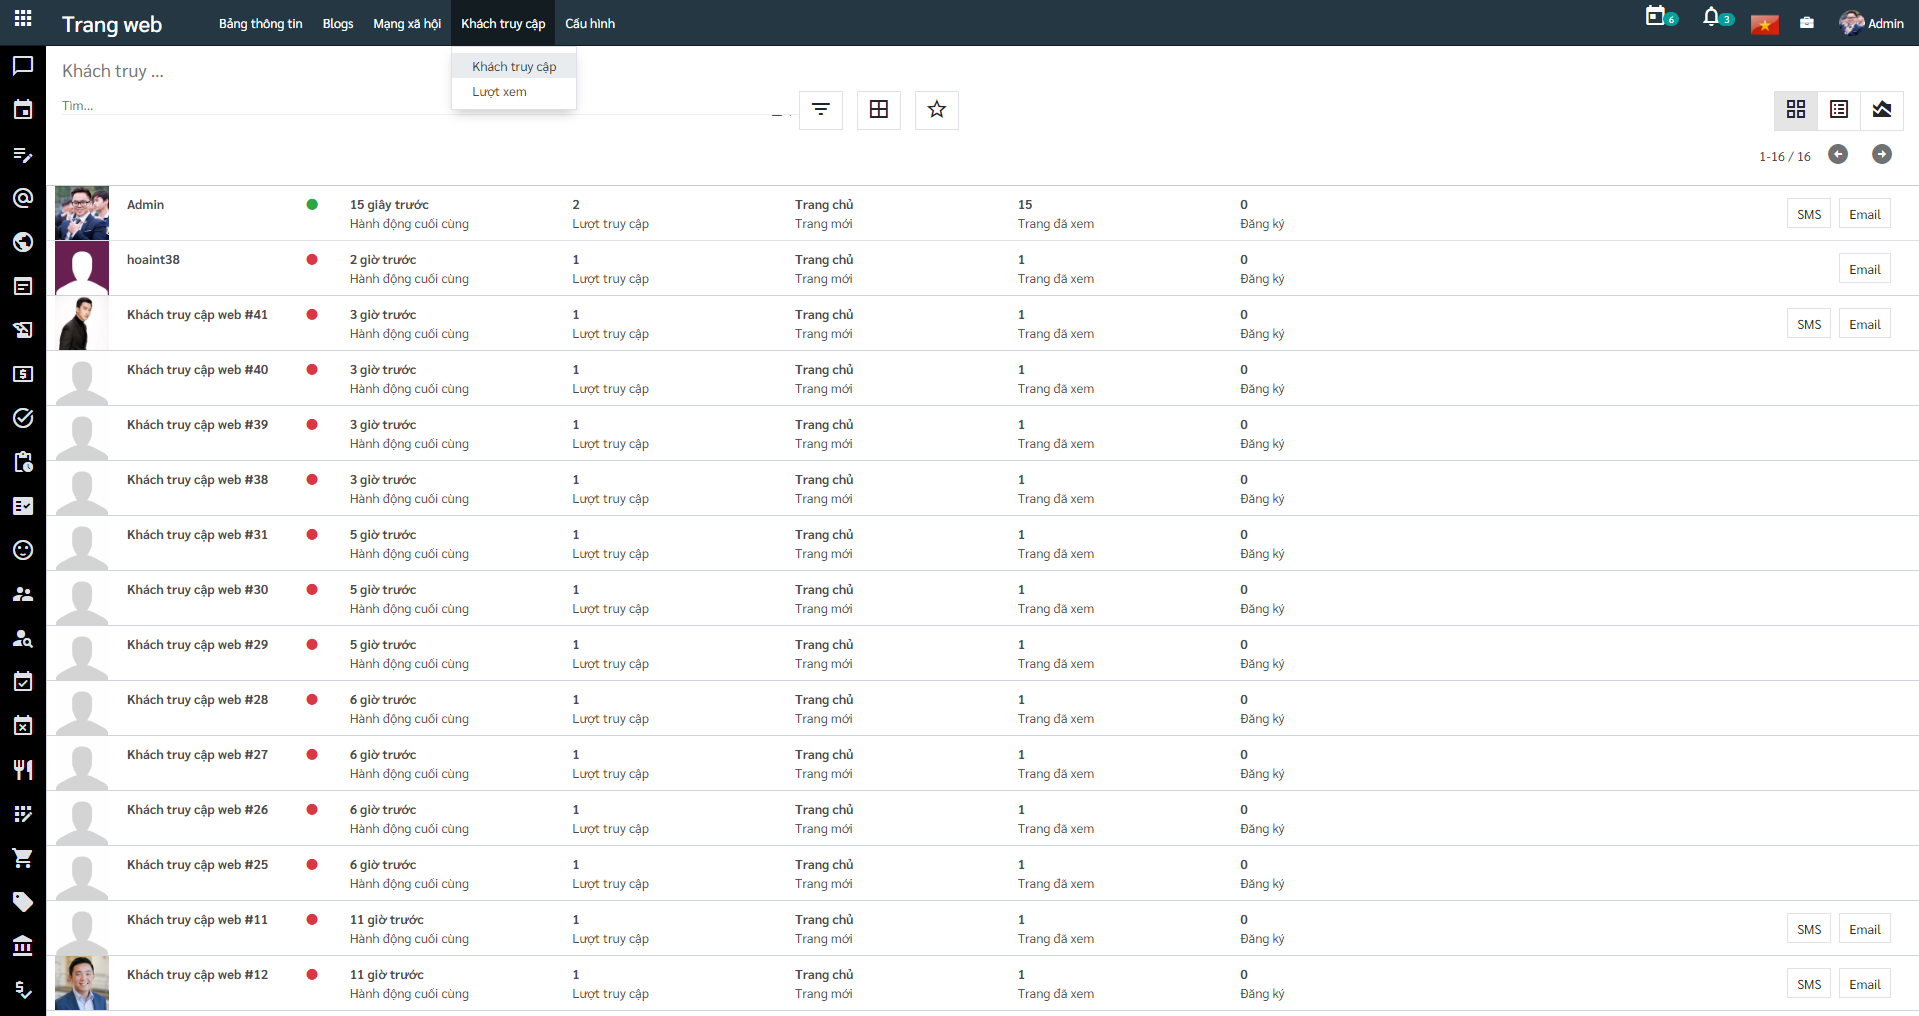 Trang web
Bảng thông tin
Blogs
Mạng xã hội
Khách truy cập
Cấu hình
6
3
Admin
Khách truy ...
Khách truy cập
Lượt xem
Tìm...
1-16 / 16
Admin 15 giây trước 2 Trang chủ 15 0
Hành động cuối cùng Lượt truy cập Trang mới Trang đã xem Đăng ký
SMS Email
hoaint38 2 giờ trước 1 Trang chủ 1 0
Hành động cuối cùng Lượt truy cập Trang mới Trang đã xem Đăng ký
Email
Khách truy cập web #41 3 giờ trước 1 Trang chủ 1 0
Hành động cuối cùng Lượt truy cập Trang mới Trang đã xem Đăng ký
SMS Email
Khách truy cập web #40 3 giờ trước 1 Trang chủ 1 0
Hành động cuối cùng Lượt truy cập Trang mới Trang đã xem Đăng ký
Khách truy cập web #39 3 giờ trước 1 Trang chủ 1 0
Hành động cuối cùng Lượt truy cập Trang mới Trang đã xem Đăng ký
Khách truy cập web #38 3 giờ trước 1 Trang chủ 1 0
Hành động cuối cùng Lượt truy cập Trang mới Trang đã xem Đăng ký
Khách truy cập web #31 5 giờ trước 1 Trang chủ 1 0
Hành động cuối cùng Lượt truy cập Trang mới Trang đã xem Đăng ký
Khách truy cập web #30 5 giờ trước 1 Trang chủ 1 0
Hành động cuối cùng Lượt truy cập Trang mới Trang đã xem Đăng ký
Khách truy cập web #29 5 giờ trước 1 Trang chủ 1 0
Hành động cuối cùng Lượt truy cập Trang mới Trang đã xem Đăng ký
Khách truy cập web #28 6 giờ trước 1 Trang chủ 1 0
Hành động cuối cùng Lượt truy cập Trang mới Trang đã xem Đăng ký
Khách truy cập web #27 6 giờ trước 1 Trang chủ 1 0
Hành động cuối cùng Lượt truy cập Trang mới Trang đã xem Đăng ký
Khách truy cập web #26 6 giờ trước 1 Trang chủ 1 0
Hành động cuối cùng Lượt truy cập Trang mới Trang đã xem Đăng ký
Khách truy cập web #25 6 giờ trước 1 Trang chủ 1 0
Hành động cuối cùng Lượt truy cập Trang mới Trang đã xem Đăng ký
Khách truy cập web #11 11 giờ trước 1 Trang chủ 1 0
Hành động cuối cùng Lượt truy cập Trang mới Trang đã xem Đăng ký
SMS Email
Khách truy cập web #12 11 giờ trước 1 Trang chủ 1 0
Hành động cuối cùng Lượt truy cập Trang mới Trang đã xem Đăng ký
SMS Email